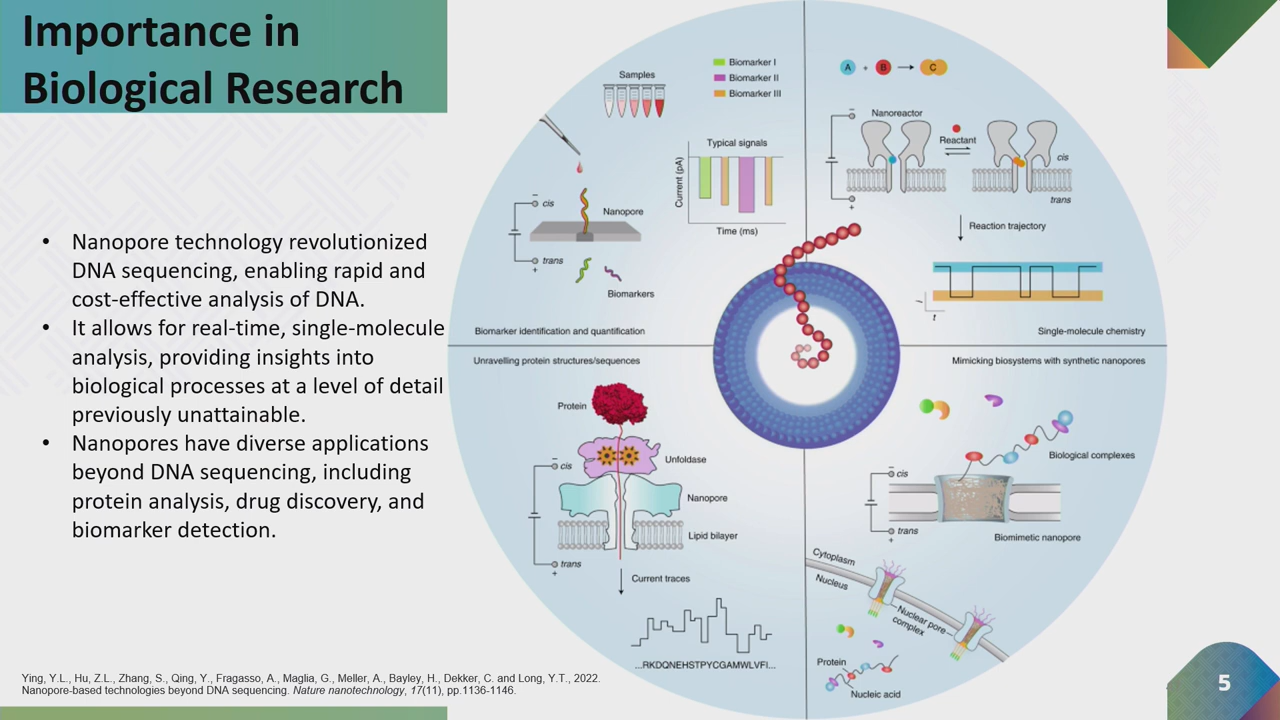 Importance in
Biological Research
• Nanopore technology revolutionized
DNA sequencing, enabling rapid and
cost-effective analysis of DNA.
• It allows for real-time, single-molecule
analysis, providing insights into
biological processes at a level of detail
previously unattainable.
• Nanopores have diverse applications
beyond DNA sequencing, including
protein analysis, drug discovery, and
biomarker detection.
Samples
Biomarker I
Biomarker II
Biomarker III
Typical signals
Current (pA)
Time (ms)
− cis
Nanopore
trans
+
Biomarkers
Biomarker identification and quantification
A + B → C
−
Nanoreactor
Reactant
cis
trans
+
Reaction trajectory
I
t
Single-molecule chemistry
Unravelling protein structures/sequences
Protein
− cis
Unfoldase
Nanopore
Lipid bilayer
trans
+
Current traces
...RKDQNEHSTPYCGAMWLVFI...
Mimicking biosystems with synthetic nanopores
Biological complexes
− cis
trans
+
Biomimetic nanopore
Cytoplasm
Nucleus
Nuclear pore
complex
Protein
Nucleic acid
Ying, Y.L., Hu, Z.L., Zhang, S., Qing, Y., Fragasso, A., Maglia, G., Meller, A., Bayley, H., Dekker, C. and Long, Y.T., 2022.
Nanopore-based technologies beyond DNA sequencing. Nature nanotechnology, 17(11), pp.1136-1146.
5